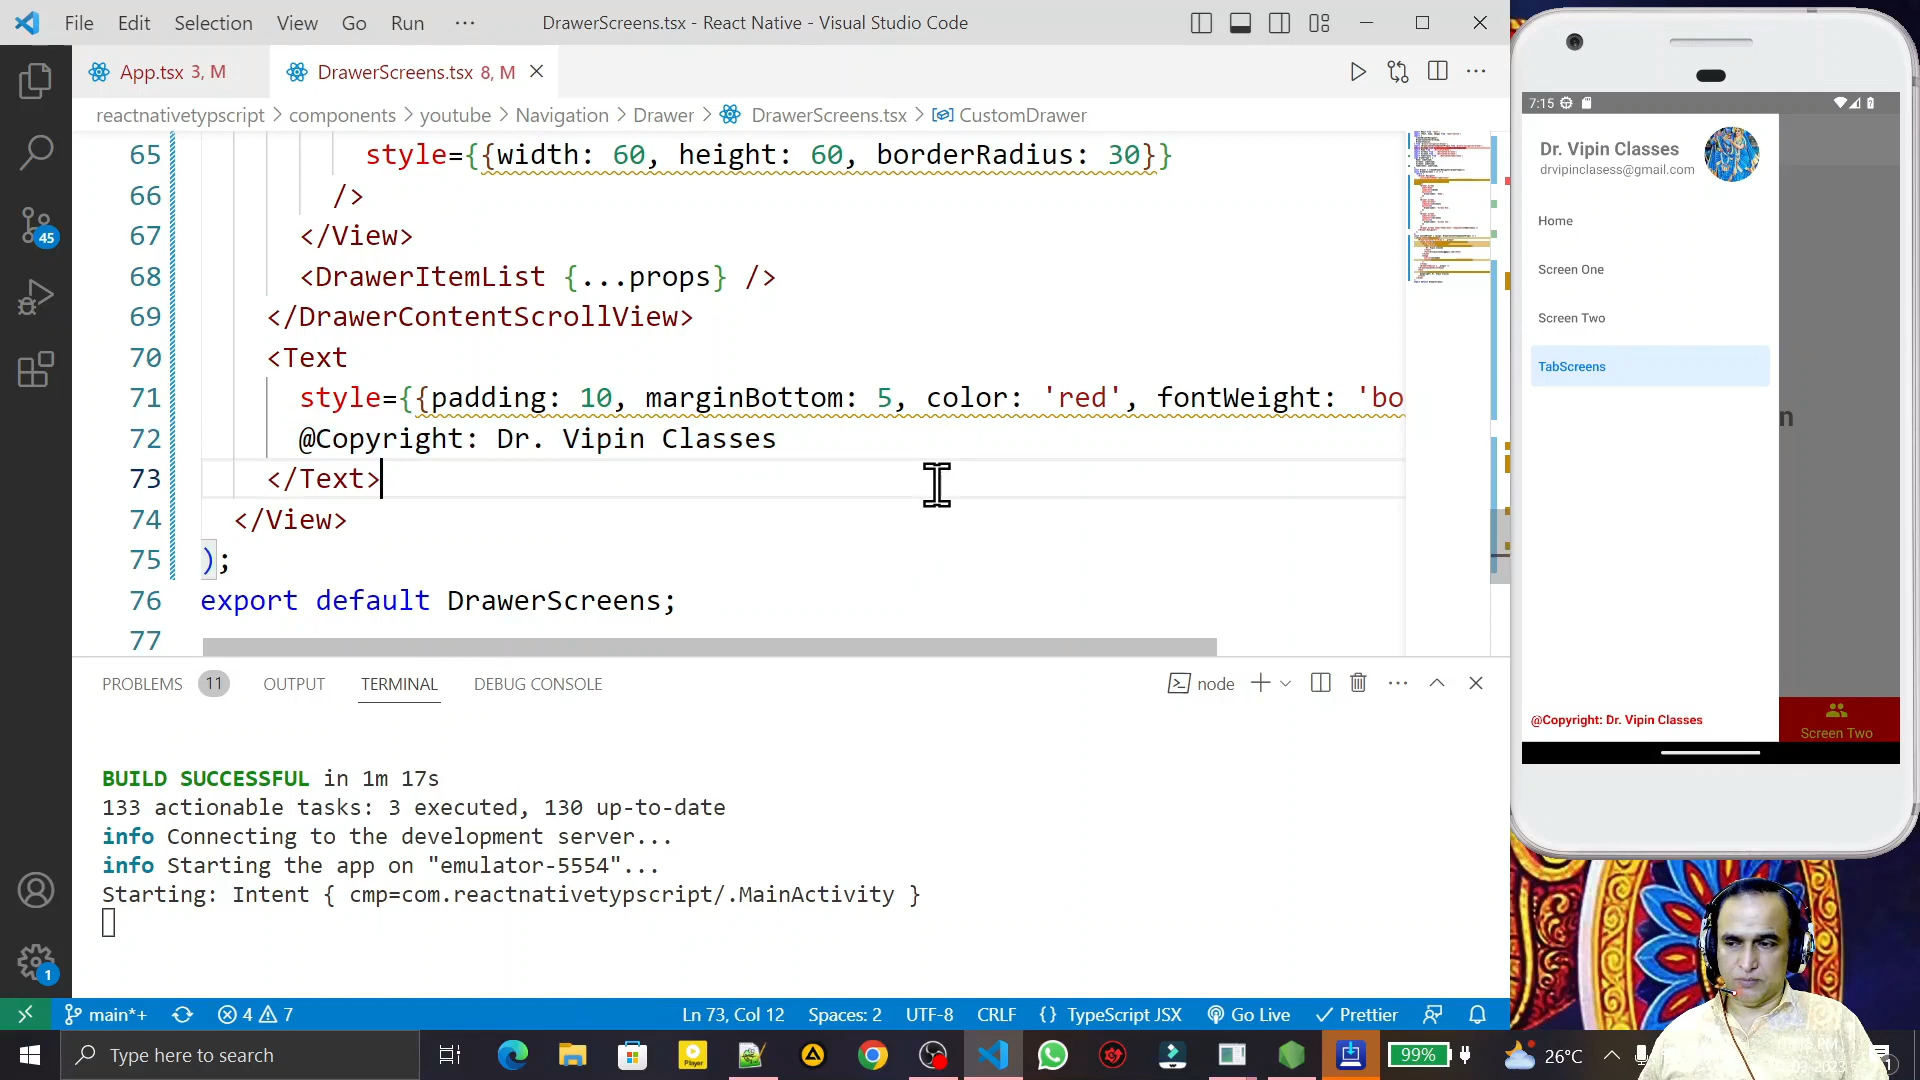 File Edit Selection View Go Run ··· DrawerScreens.tsx - React Native - Visual Studio Code
App.tsx 3, M DrawerScreens.tsx 8, M
reactnativetypscript > components > youtube > Navigation > Drawer > DrawerScreens.tsx > CustomDrawer
65 style={{width: 60, height: 60, borderRadius: 30}}
66 />
67 </View>
68 <DrawerItemList {...props} />
69 </DrawerContentScrollView>
70 <Text
71 style={{padding: 10, marginBottom: 5, color: 'red', fontWeight: 'bo
72 @Copyright: Dr. Vipin Classes
73 </Text>
74 </View>
75 );
76 export default DrawerScreens;
77
45
1
PROBLEMS 11 OUTPUT TERMINAL DEBUG CONSOLE node
BUILD SUCCESSFUL in 1m 17s
133 actionable tasks: 3 executed, 130 up-to-date
info Connecting to the development server...
info Starting the app on "emulator-5554"...
Starting: Intent { cmp=com.reactnativetypscript/.MainActivity }
main*+ 4 7 Ln 73, Col 12 Spaces: 2 UTF-8 CRLF {} TypeScript JSX Go Live Prettier
Type here to search 99% 26°C
7:15
Dr. Vipin Classes
drvipinclasess@gmail.com
Home
Screen One
Screen Two
TabScreens
n
@Copyright: Dr. Vipin Classes
Screen Two